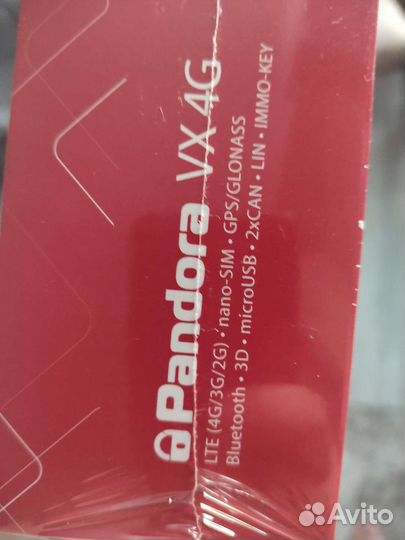 Pandora VX 4G
LTE (4G/3G/2G) • nano-SIM • GPS/GLONASS
Bluetooth • 3D • microUSB • 2xCAN • LIN • IMMO-KEY
Avito